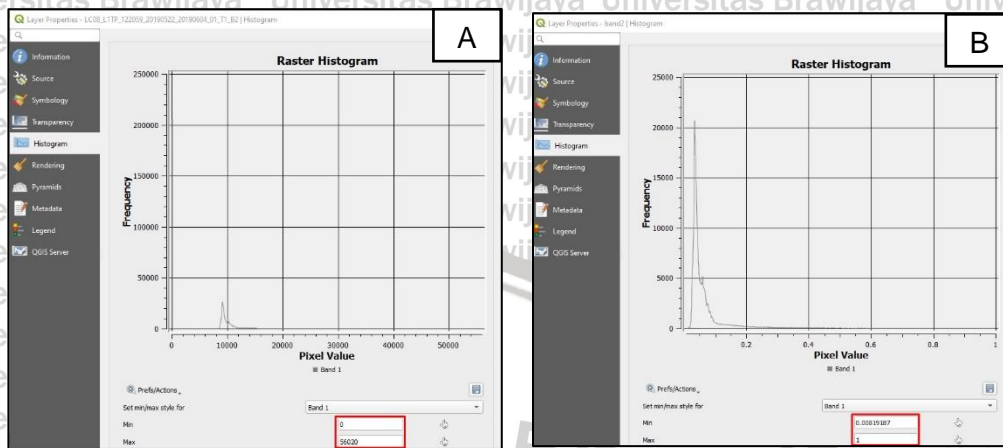 Universitas Brawijaya
A
Layer Properties - LC08_L1TP_122059_20190522_20190604_01_T1_B2 | Histogram
Information
Source
Symbology
Transparency
Histogram
Rendering
Pyramids
Metadata
Legend
QGIS Server
Raster Histogram
Frequency
250000
200000
150000
100000
50000
0
0 10000 20000 30000 40000 50000
Pixel Value
Band 1
Prefs/Actions
Set min/max style for Band 1
Min 0
Max 56020
B
Layer Properties - band2 | Histogram
Information
Source
Symbology
Transparency
Histogram
Rendering
Pyramids
Metadata
Legend
QGIS Server
Raster Histogram
Frequency
25000
20000
15000
10000
5000
0
0.2 0.4 0.6 0.8 1
Pixel Value
Band 1
Prefs/Actions
Set min/max style for Band 1
Min 0.00819187
Max 1